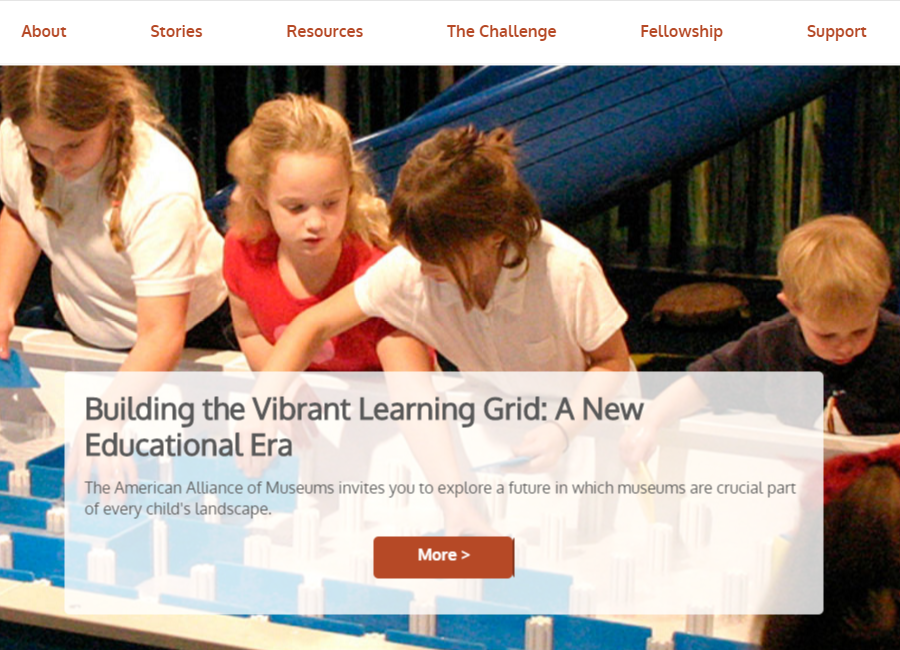 About Stories Resources The Challenge Fellowship Support
Building the Vibrant Learning Grid: A New
Educational Era
The American Alliance of Museums invites you to explore a future in which museums are crucial part
of every child's landscape.
More >